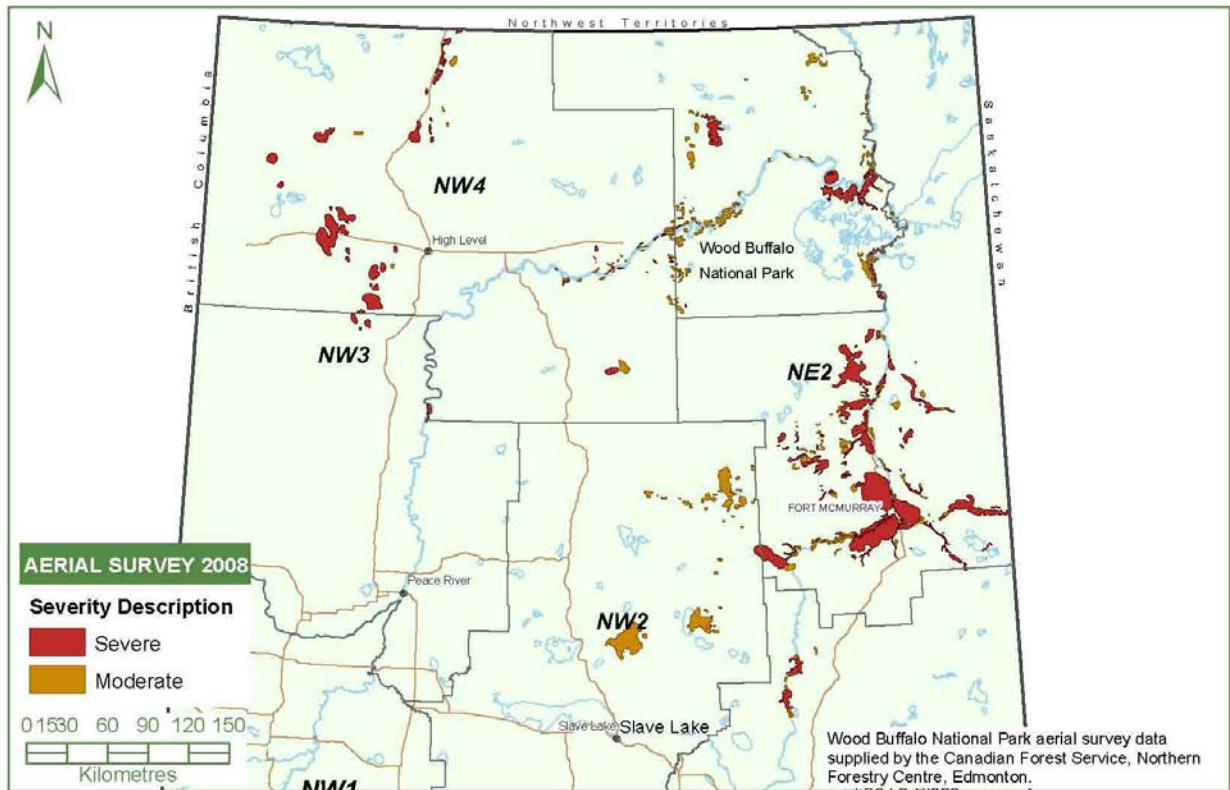 Northwest Territories
N
British Columbia
Saskatchewan
NW4
High Level
Wood Buffalo
National Park
NW3
NE2
FORT MCMURRAY
AERIAL SURVEY 2008
Severity Description
Severe
Moderate
Peace River
NW2
0 15 30 60 90 120 150
Kilometres
Slave Lake
Slave Lake
NW1
Wood Buffalo National Park aerial survey data
supplied by the Canadian Forest Service, Northern
Forestry Centre, Edmonton.